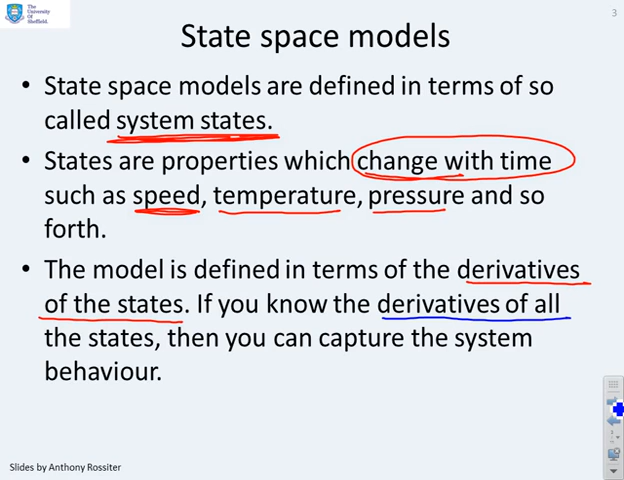 The
University
Of
Sheffield.
3
State space models
• State space models are defined in terms of so
called system states.
• States are properties which change with time
such as speed, temperature, pressure and so
forth.
• The model is defined in terms of the derivatives
of the states. If you know the derivatives of all
the states, then you can capture the system
behaviour.
Slides by Anthony Rossiter